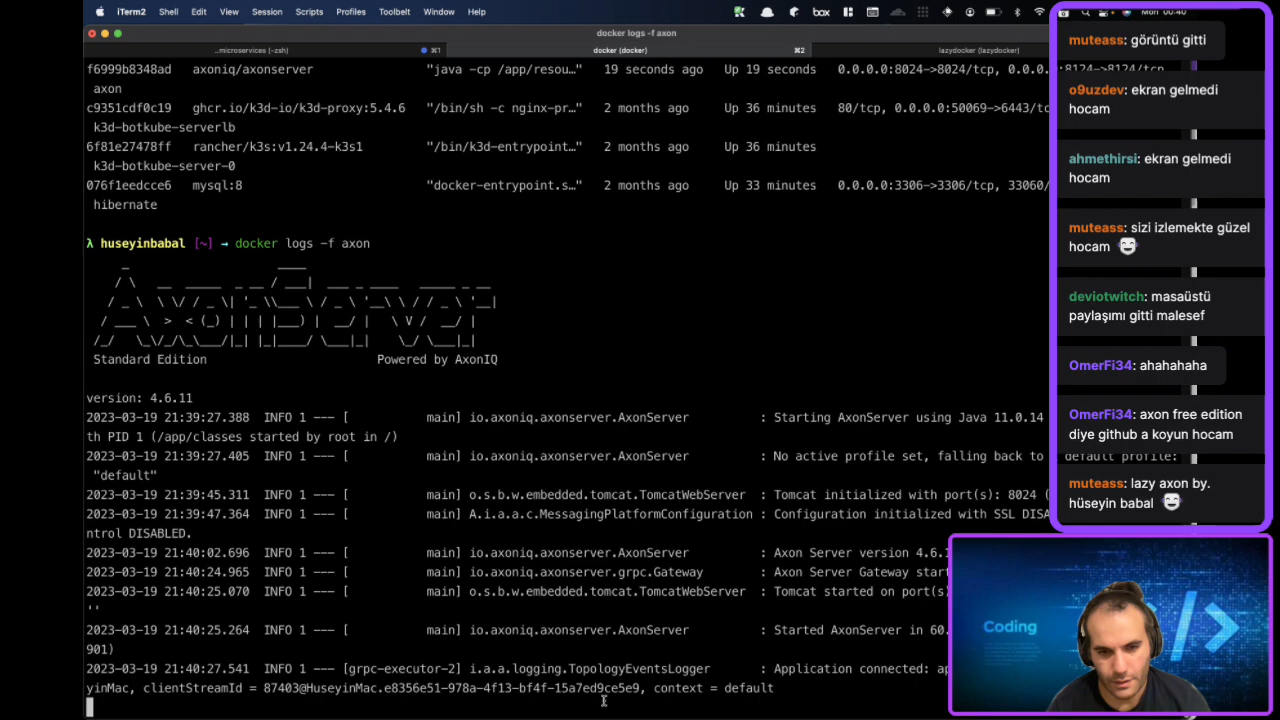 iTerm2 Shell Edit View Session Scripts Profiles Toolbelt Window Help box Mon 00:40
docker logs -f axon
..microservices (-zsh) ⌘1 docker (docker) ⌘2 lazydocker (lazydocker)
f6999b8348ad axoniq/axonserver "java -cp /app/resou…" 19 seconds ago Up 19 seconds 0.0.0.0:8024->8024/tcp, 0.0.0.0:8124->8124/tcp
axon
c9351cdf0c19 ghcr.io/k3d-io/k3d-proxy:5.4.6 "/bin/sh -c nginx-pr…" 2 months ago Up 36 minutes 80/tcp, 0.0.0.0:50069->6443/tcp
k3d-botkube-serverlb
6f81e27478ff rancher/k3s:v1.24.4-k3s1 "/bin/k3d-entrypoint…" 2 months ago Up 36 minutes
k3d-botkube-server-0
076f1eedcce6 mysql:8 "docker-entrypoint.s…" 2 months ago Up 33 minutes 0.0.0.0:3306->3306/tcp, 33060/
hibernate
λ huseyinbabal [~] → docker logs -f axon
AxonServer
Standard Edition Powered by AxonIQ
version: 4.6.11
2023-03-19 21:39:27.388 INFO 1 --- [ main] io.axoniq.axonserver.AxonServer : Starting AxonServer using Java 11.0.14
th PID 1 (/app/classes started by root in /)
2023-03-19 21:39:27.405 INFO 1 --- [ main] io.axoniq.axonserver.AxonServer : No active profile set, falling back to default profile:
"default"
2023-03-19 21:39:45.311 INFO 1 --- [ main] o.s.b.w.embedded.tomcat.TomcatWebServer : Tomcat initialized with port(s): 8024 (
2023-03-19 21:39:47.364 INFO 1 --- [ main] A.i.a.a.c.MessagingPlatformConfiguration : Configuration initialized with SSL DISA
ntrol DISABLED.
2023-03-19 21:40:02.696 INFO 1 --- [ main] io.axoniq.axonserver.AxonServer : Axon Server version 4.6.1
2023-03-19 21:40:24.965 INFO 1 --- [ main] io.axoniq.axonserver.grpc.Gateway : Axon Server Gateway start
2023-03-19 21:40:25.070 INFO 1 --- [ main] o.s.b.w.embedded.tomcat.TomcatWebServer : Tomcat started on port(s)
''
2023-03-19 21:40:25.264 INFO 1 --- [ main] io.axoniq.axonserver.AxonServer : Started AxonServer in 60.
901)
2023-03-19 21:40:27.541 INFO 1 --- [grpc-executor-2] i.a.a.logging.TopologyEventsLogger : Application connected: ap
yinMac, clientStreamId = 87403@HuseyinMac.e8356e51-978a-4f13-bf4f-15a7ed9ce5e9, context = default
muteass: görüntü gitti
o9uzdev: ekran gelmedi
hocam
ahmethirsi: ekran gelmedi
hocam
muteass: sizi izlemekte güzel
hocam
deviotwitch: masaüstü
paylaşımı gitti malesef
OmerFi34: ahahahaha
OmerFi34: axon free edition
diye github a koyun hocam
muteass: lazy axon by.
hüseyin babal
Coding </>